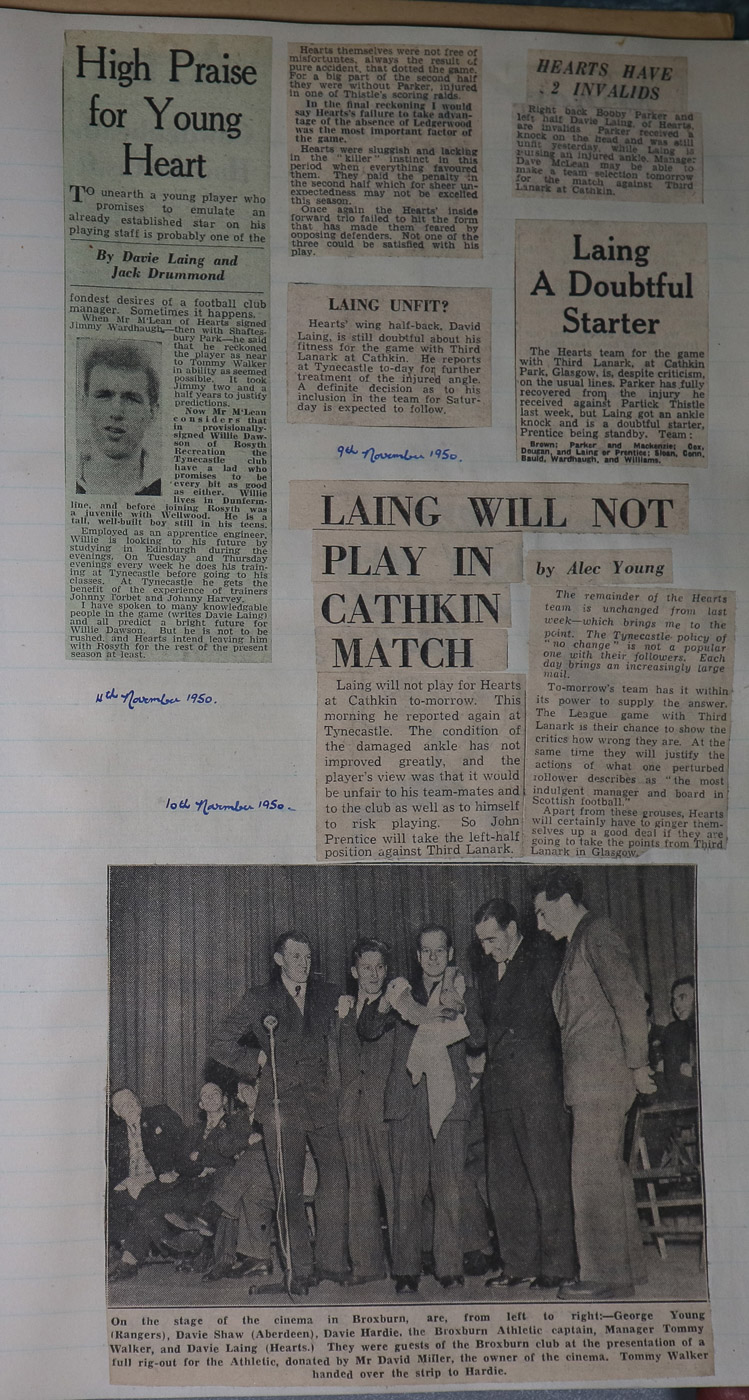 High Praise
for Young
Heart
TO unearth a young player who
promises to emulate an
already established star on his
playing staff is probably one of the
By Davie Laing and
Jack Drummond
fondest desires of a football club
manager. Sometimes it happens.
When Mr M'Lean of Hearts signed
Jimmy Wardhaugh—then with Shaftes-
bury Park—he said
that he reckoned
the player as near
to Tommy Walker
in ability as seemed
possible. It took
Jimmy two and a
half years to justify
predictions.
Now Mr M'Lean
considers that
in provisionally-
signed Willie Daw-
son of Rosyth
Recreation the
Tynecastle club
have a lad who
promises to be
every bit as good
as either. Willie
lives in Dunferm-
line, and before joining Rosyth was
a juvenile with Wellwood. He is a
tall, well-built boy still in his teens.
Employed as an apprentice engineer,
Willie is looking to his future by
studying in Edinburgh during the
evenings. On Tuesday and Thursday
evenings every week he does his train-
ing at Tynecastle before going to his
classes. At Tynecastle he gets the
benefit of the experience of trainers
Johnny Torbet and Johnny Harvey.
I have spoken to many knowledgable
people in the game (writes Davie Laing)
and all predict a bright future for
Willie Dawson. But he is not to be
rushed, and Hearts intend leaving him
with Rosyth for the rest of the present
season at least.
November 1950.
10th November 1950.
Hearts themselves were not free of
misfortunes, always the result of
pure accident, that dotted the game.
For a big part of the second half
they were without Parker, injured
in one of Thistle's scoring raids.
In the final reckoning I would
say Hearts's failure to take advan-
tage of the absence of Ledgerwood
was the most important factor of
the game.
Hearts were sluggish and lacking
in the "killer" instinct in this
period when everything favoured
them. They paid the penalty in
the second half which for sheer un-
expectedness may not be excelled
this season.
Once again the Hearts' inside
forward trio failed to hit the form
that has made them feared by
opposing defenders. Not one of the
three could be satisfied with his
play.
LAING UNFIT?
Hearts' wing half-back, David
Laing, is still doubtful about his
fitness for the game with Third
Lanark at Cathkin. He reports
at Tynecastle to-day for further
treatment of the injured angle.
A definite decision as to his
inclusion in the team for Satur-
day is expected to follow.
9th November 1950.
HEARTS HAVE
2 INVALIDS
Right back Bobby Parker and
left half Davie Laing, of Hearts,
are invalids. Parker received a
knock on the head and was still
unfit yesterday, while Laing is
nursing an injured ankle. Manager
Dave McLean may be able to
make a team selection tomorrow
for the match against Third
Lanark at Cathkin.
Laing
A Doubtful
Starter
The Hearts team for the game
with Third Lanark, at Cathkin
Park, Glasgow, is, despite criticism,
on the usual lines. Parker has fully
recovered from the injury he
received against Partick Thistle
last week, but Laing got an ankle
knock and is a doubtful starter,
Prentice being standby. Team:
Brown; Parker and Mackenzie; Cox,
Dougan, and Laing or Prentice; Sloan, Conn,
Bauld, Wardhaugh, and Williams.
LAING WILL NOT
PLAY IN
CATHKIN
MATCH
by Alec Young
Laing will not play for Hearts
at Cathkin to-morrow. This
morning he reported again at
Tynecastle. The condition of
the damaged ankle has not
improved greatly, and the
player's view was that it would
be unfair to his team-mates and
to the club as well as to himself
to risk playing. So John
Prentice will take the left-half
position against Third Lanark.
The remainder of the Hearts
team is unchanged from last
week—which brings me to the
point. The Tynecastle policy of
"no change" is not a popular
one with their followers. Each
day brings an increasingly large
mail.
To-morrow's team has it within
its power to supply the answer.
The League game with Third
Lanark is their chance to show the
critics how wrong they are. At the
same time they will justify the
actions of what one perturbed
follower describes as "the most
indulgent manager and board in
Scottish football."
Apart from these grouses, Hearts
will certainly have to ginger them-
selves up a good deal if they are
going to take the points from Third
Lanark in Glasgow.
On the stage of the cinema in Broxburn, are, from left to right:—George Young
(Rangers), Davie Shaw (Aberdeen), Davie Hardie, the Broxburn Athletic captain, Manager Tommy
Walker, and Davie Laing (Hearts.) They were guests of the Broxburn club at the presentation of a
full rig-out for the Athletic, donated by Mr David Miller, the owner of the cinema. Tommy Walker
handed over the strip to Hardie.